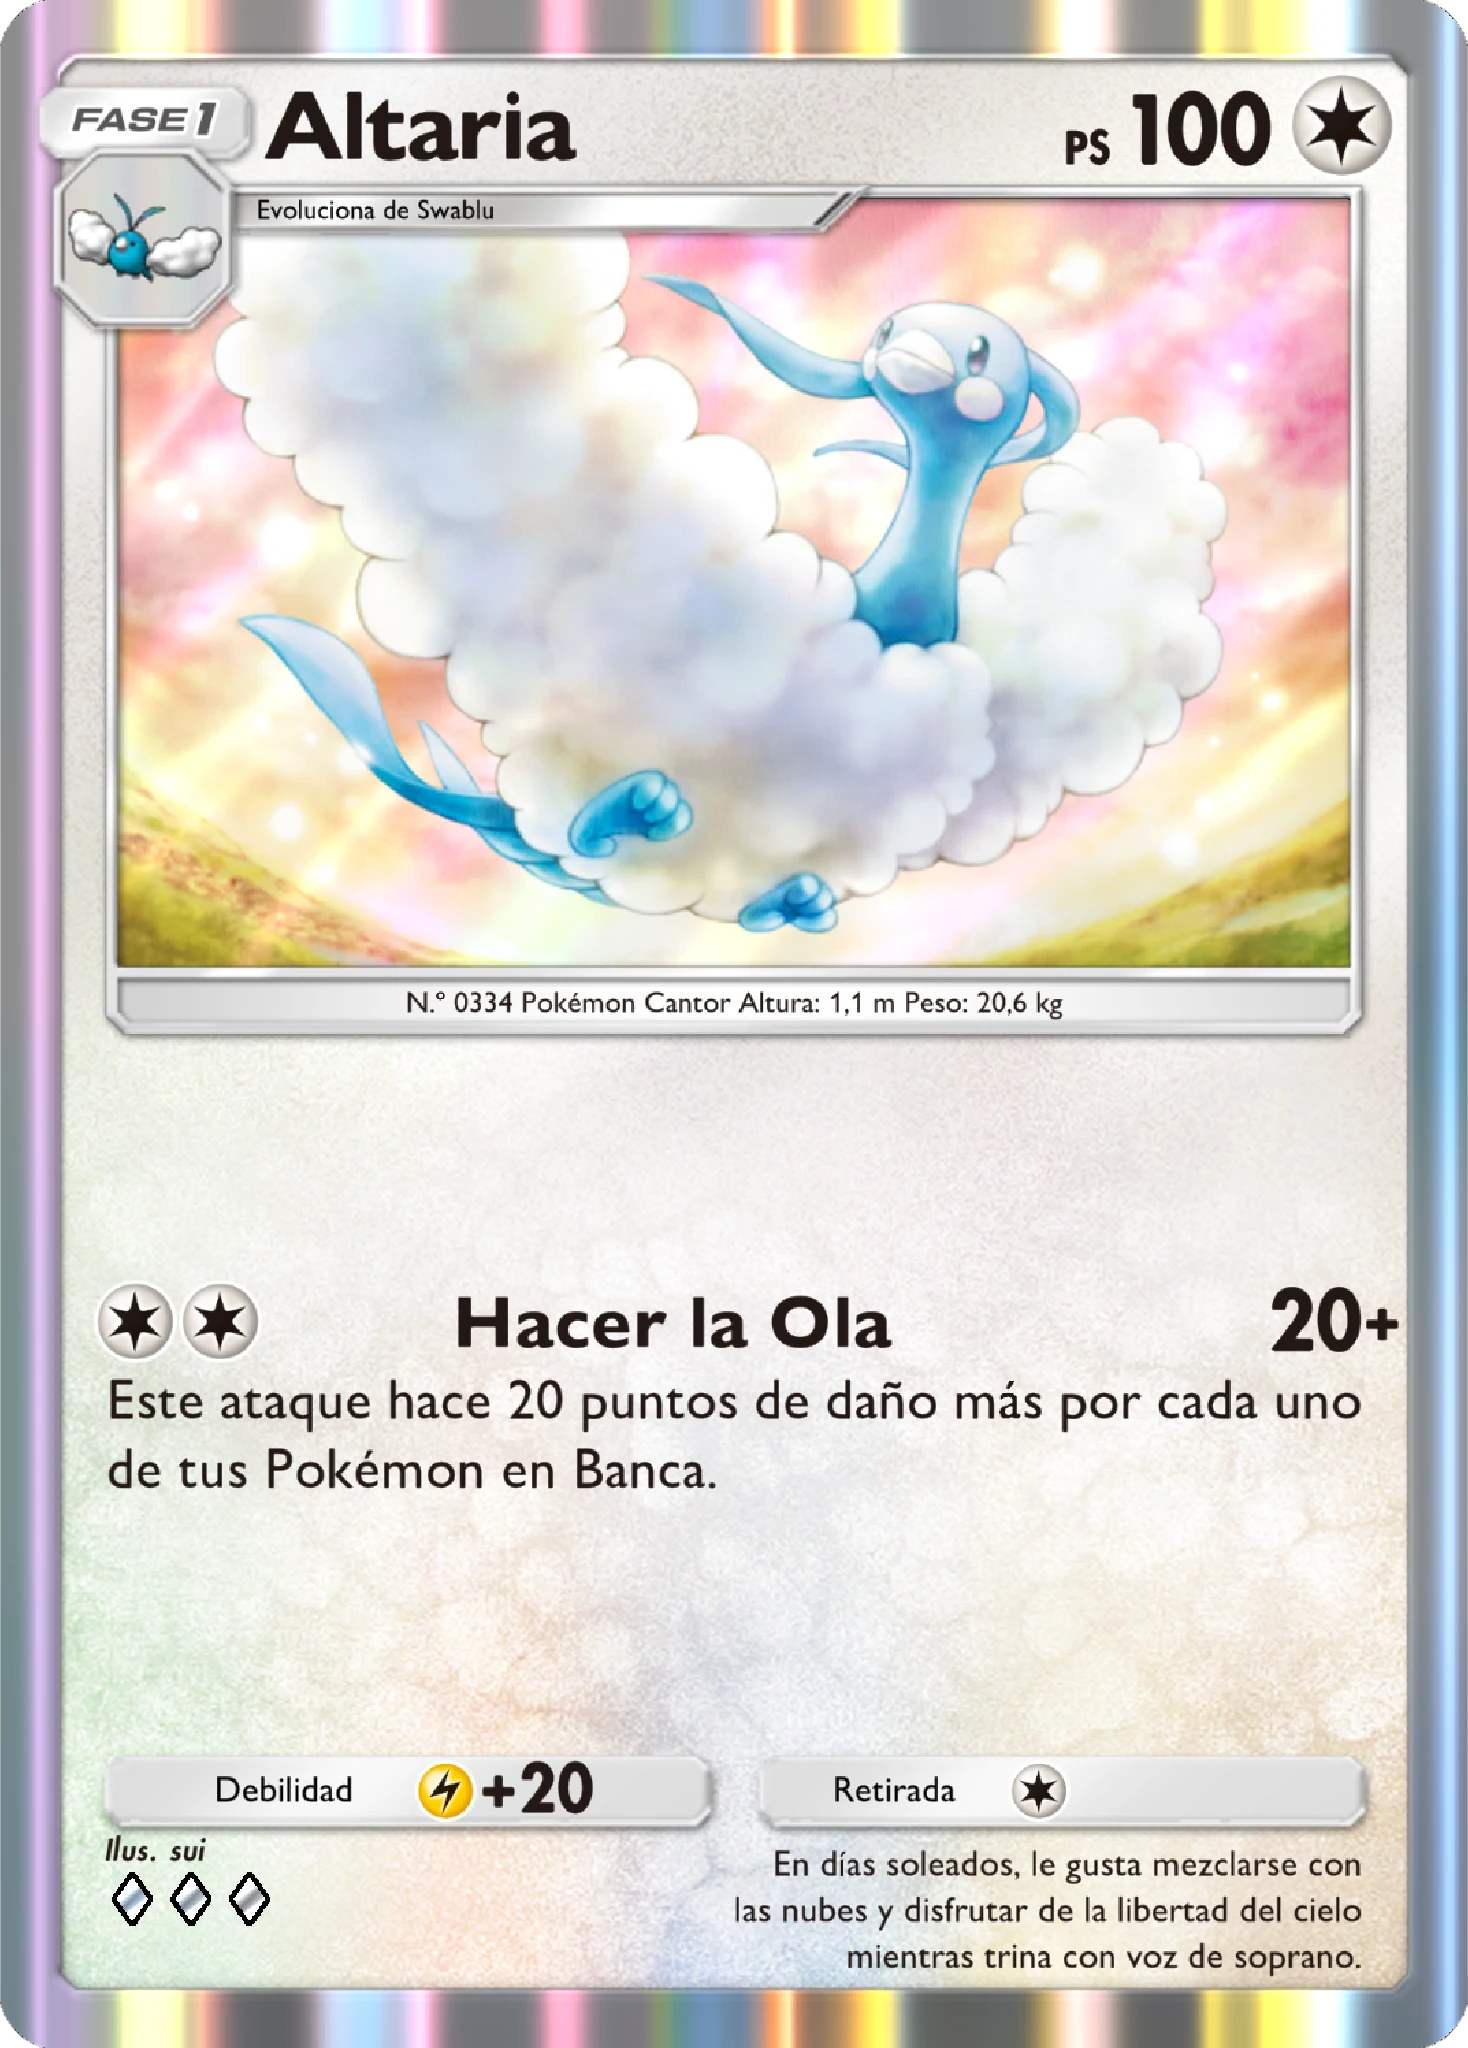 FASE 1 Altaria PS 100
Evoluciona de Swablu
N.º 0334 Pokémon Cantor Altura: 1,1 m Peso: 20,6 kg
Hacer la Ola 20+
Este ataque hace 20 puntos de daño más por cada uno
de tus Pokémon en Banca.
Debilidad +20 Retirada
Ilus. sui
En días soleados, le gusta mezclarse con
las nubes y disfrutar de la libertad del cielo
mientras trina con voz de soprano.